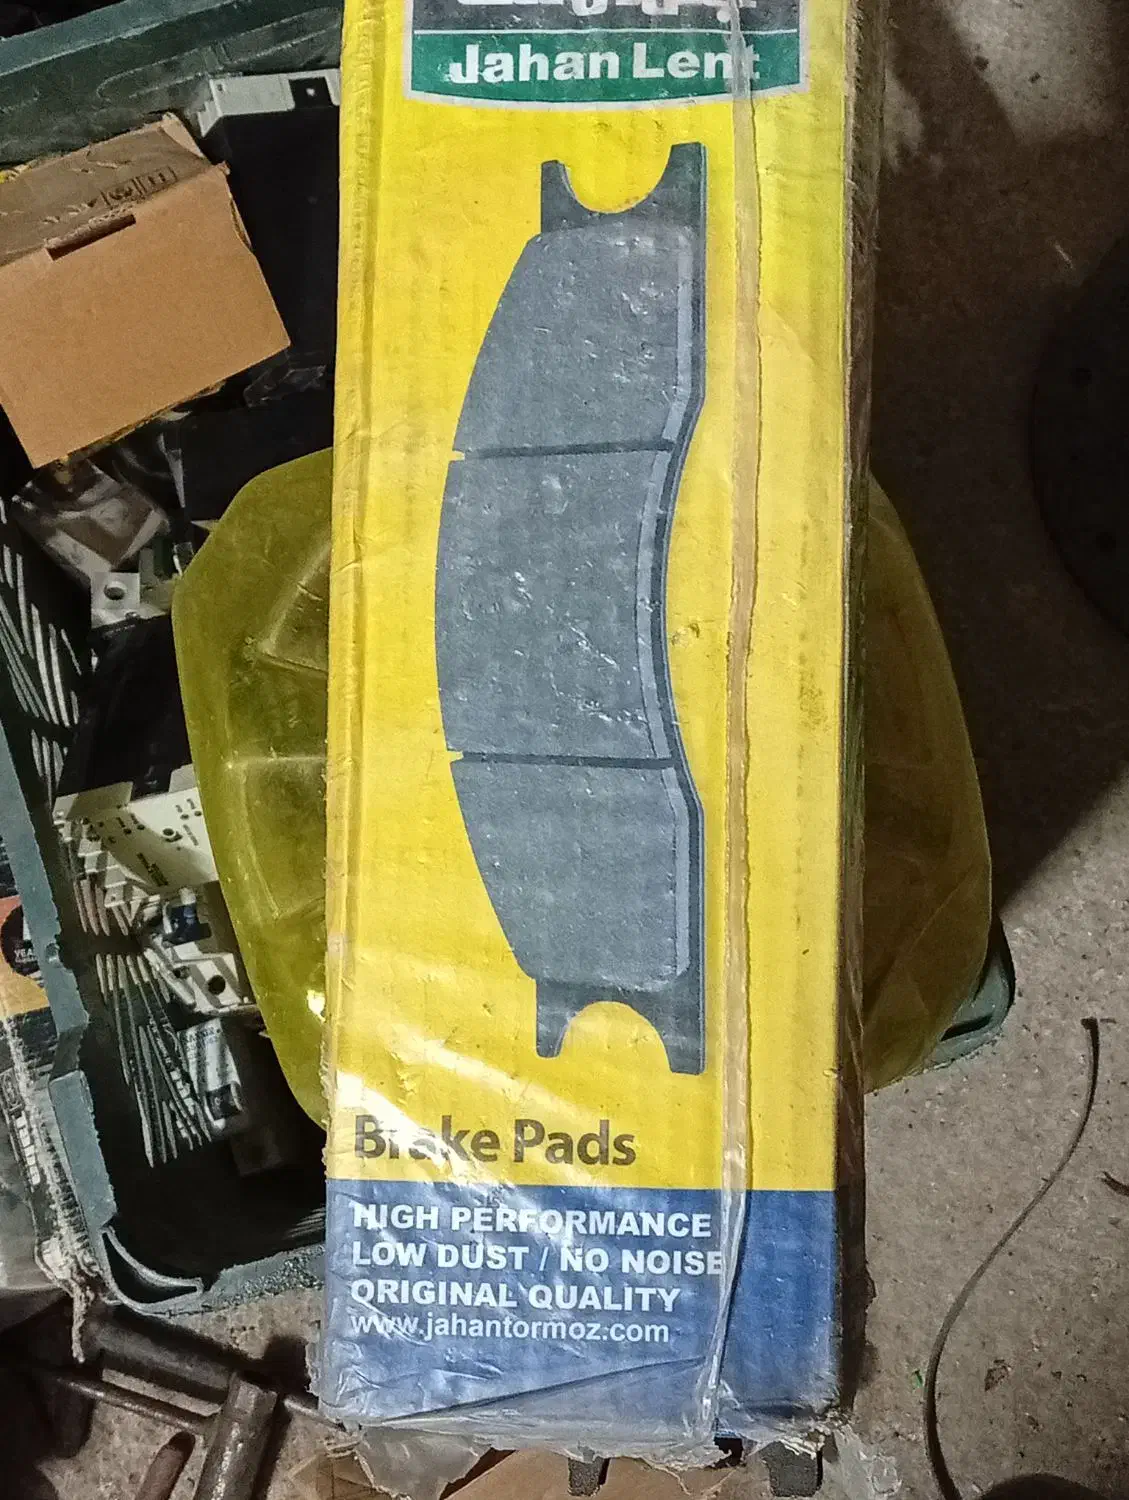 Jahan Lent
Brake Pads
HIGH PERFORMANCE
LOW DUST / NO NOISE
ORIGINAL QUALITY
www.jahantormoz.com